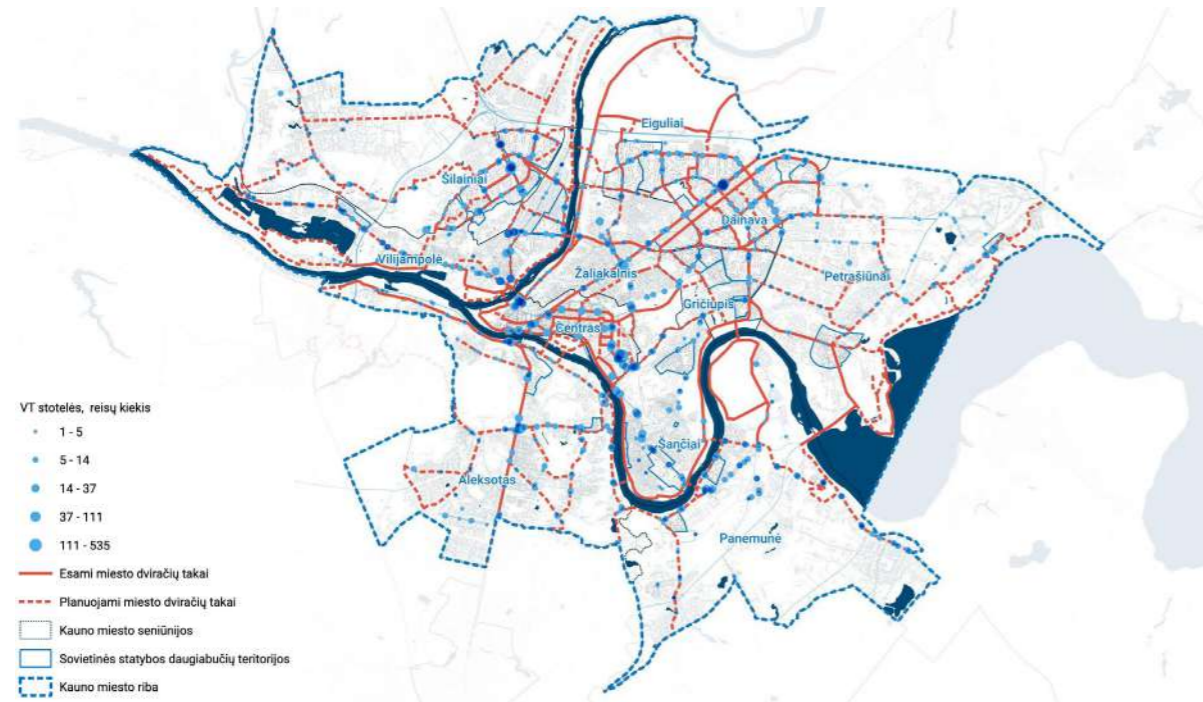 Eiguliai
Šilainiai
Dainava
Vilijampolė
Žaliakalnis
Petrašiūnai
Gričiupis
Centras
Šančiai
Aleksotas
Panemunė
VT stotelės, reisų kiekis
1 - 5
5 - 14
14 - 37
37 - 111
111 - 535
Esami miesto dviračių takai
Planuojami miesto dviračių takai
Kauno miesto seniūnijos
Sovietinės statybos daugiabučių teritorijos
Kauno miesto riba